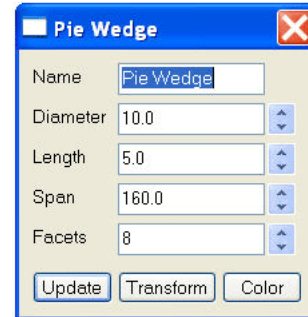 Pie Wedge
Name Pie Wedge
Diameter 10.0
Length 5.0
Span 160.0
Facets 8
Update Transform Color